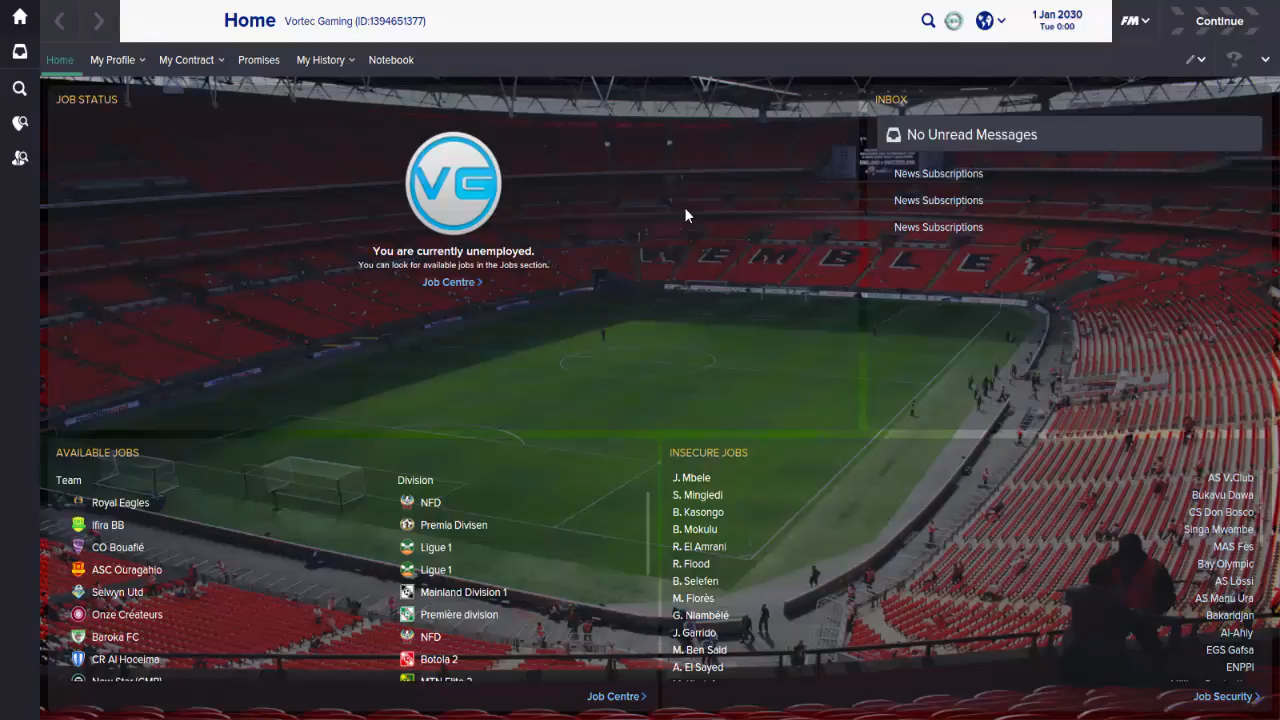 Home Vortec Gaming (ID:1394651377)
1 Jan 2030
Tue 0:00
FM
Continue
Home My Profile My Contract Promises My History Notebook
JOB STATUS
VG
You are currently unemployed.
You can look for available jobs in the Jobs section.
Job Centre >
INBOX
No Unread Messages
News Subscriptions
News Subscriptions
News Subscriptions
WEMBLEY
AVAILABLE JOBS
Team Division
Royal Eagles NFD
Ifira BB Premia Divisen
CO Bouaflé Ligue 1
ASC Ouragahio Ligue 1
Selwyn Utd Mainland Division 1
Onze Créateurs Première division
Baroka FC NFD
CR Al Hoceima Botola 2
Job Centre >
INSECURE JOBS
J. Mbele AS V.Club
S. Mingiedi Bukavu Dawa
B. Kasongo CS Don Bosco
B. Mokulu Singa Mwambe
R. El Amrani MAS Fes
R. Flood Bay Olympic
B. Selefen AS Lössi
M. Florès AS Manu Ura
G. Niambélé Bakaridjan
J. Garrido Al-Ahly
M. Ben Said EGS Gafsa
A. El Sayed ENPPI
Job Security >